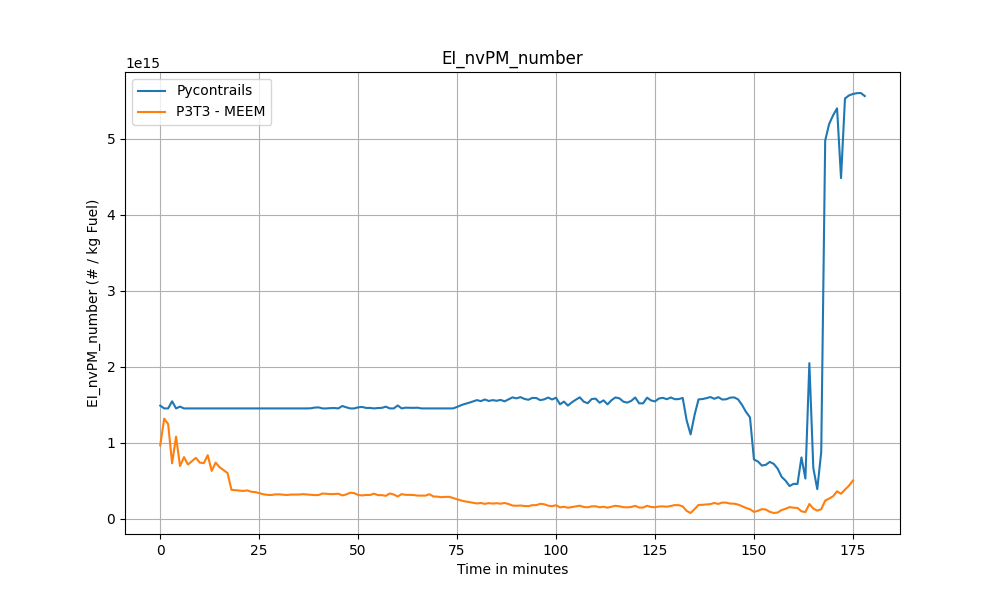 EI_nvPM_number
1e15
Pycontrails
P3T3 - MEEM
EI_nvPM_number (# / kg Fuel)
5
4
3
2
1
0
0 25 50 75 100 125 150 175
Time in minutes